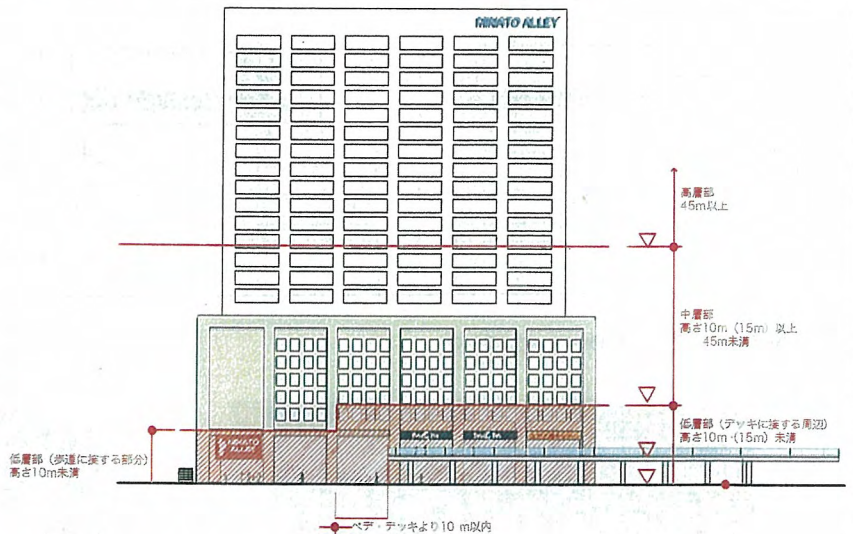 MINATO ALLEY
高層部
45m以上
中層部
高さ10m（15m）以上
45m未満
低層部（デッキに接する周辺）
高さ10m（15m）未満
低層部（歩道に接する部分）
高さ10m未満
MINATO
ALLEY
ペデ・デッキより10 m以内